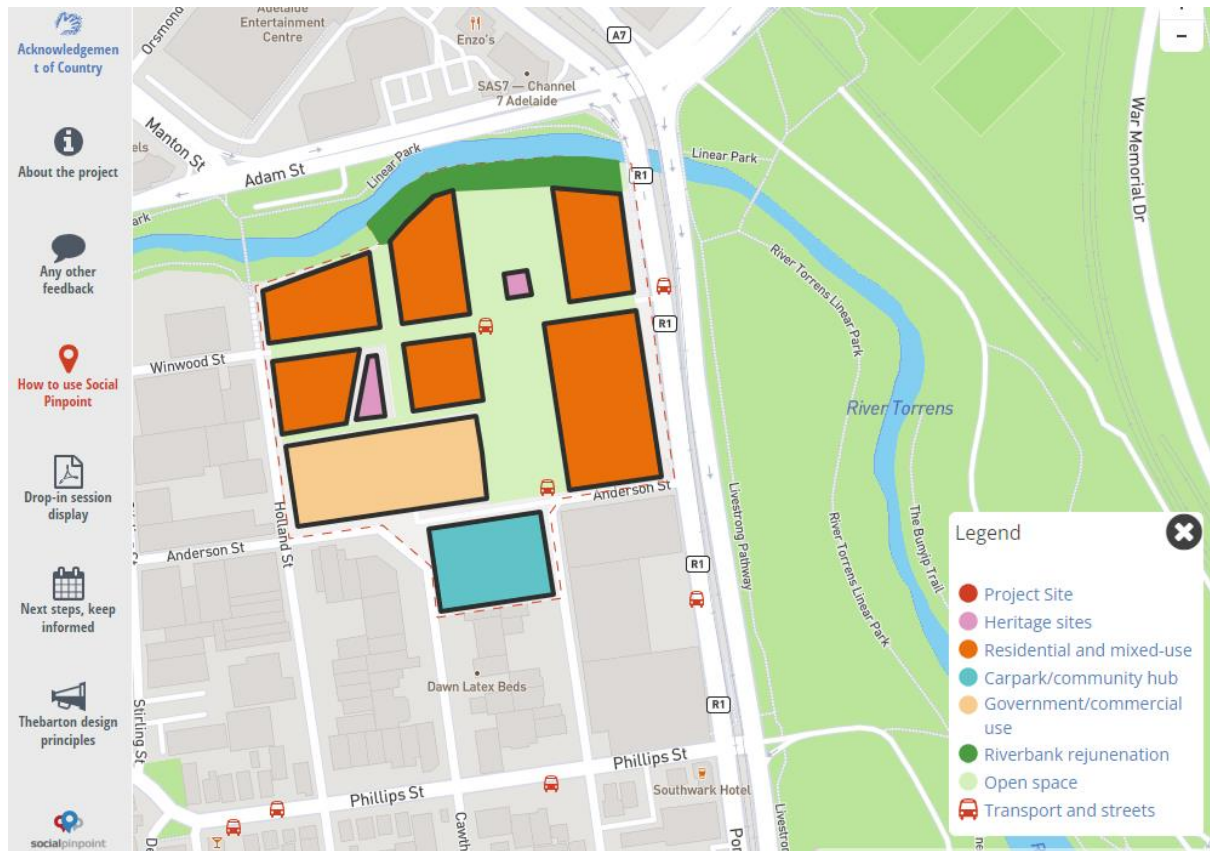 Acknowledgemen
t of Country
About the project
Any other
feedback
How to use Social
Pinpoint
Drop-in session
display
Next steps, keep
informed
Thebarton design
principles
socialpinpoint
Orsmond
Adelaide
Entertainment
Centre
Enzo's
A7
SAS7 — Channel
7 Adelaide
Manton St
Adam St
Linear Park
Linear Park
R1
War Memorial Dr
River Torrens Linear Park
R1
Winwood St
River Torrens
Anderson St
Holland St
Anderson St
Livestrong Pathway
River Torrens Linear Park
The Bunyip Trail
R1
Dawn Latex Beds
Stirling St
R1
Phillips St
Phillips St
Southwark Hotel
Cawth
Por
Legend
Project Site
Heritage sites
Residential and mixed-use
Carpark/community hub
Government/commercial
use
Riverbank rejunenation
Open space
Transport and streets